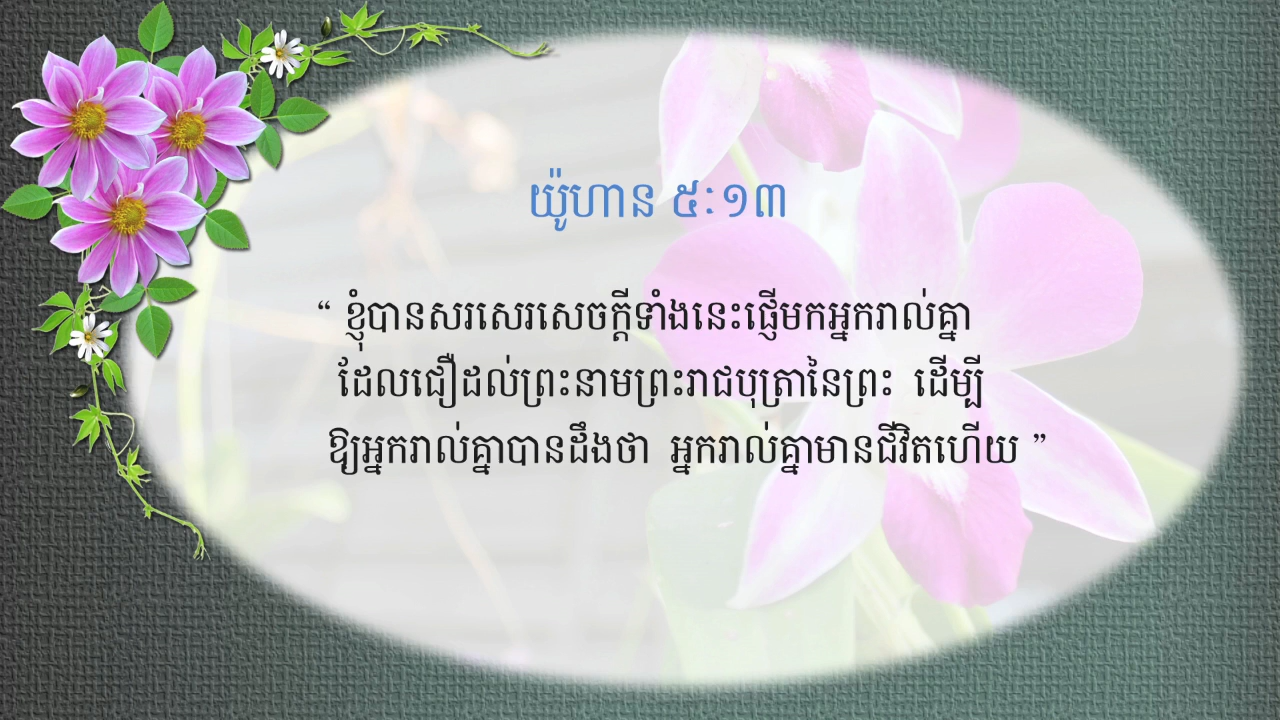 យ៉ូហាន ៥ៈ១៣
“ ខ្ញុំបានសរសេរសេចក្ដីទាំងនេះផ្ញើមកអ្នករាល់គ្នា
ដែលជឿដល់ព្រះនាមព្រះរាជបុត្រានៃព្រះ ដើម្បី
ឱ្យអ្នករាល់គ្នាបានដឹងថា អ្នករាល់គ្នាមានជីវិតហើយ ”